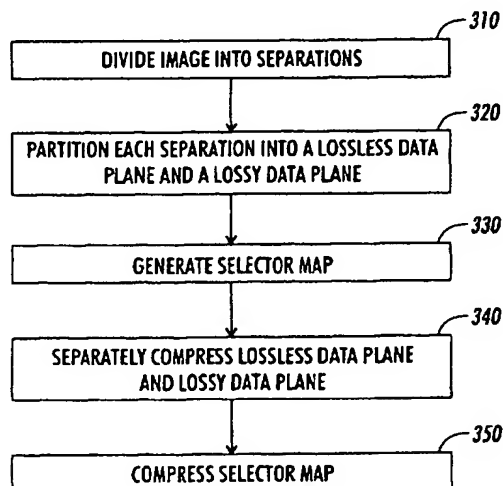 310
DIVIDE IMAGE INTO SEPARATIONS
320
PARTITION EACH SEPARATION INTO A LOSSLESS DATA
PLANE AND A LOSSY DATA PLANE
330
GENERATE SELECTOR MAP
340
SEPARATELY COMPRESS LOSSLESS DATA PLANE
AND LOSSY DATA PLANE
350
COMPRESS SELECTOR MAP